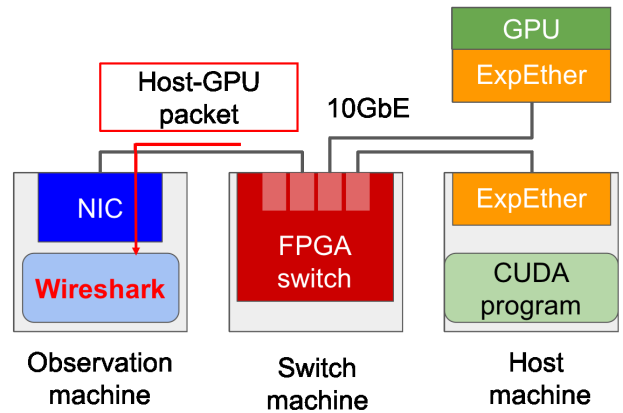 GPU
ExpEther
Host-GPU
packet
10GbE
NIC
Wireshark
FPGA
switch
ExpEther
CUDA
program
Observation
machine
Switch
machine
Host
machine